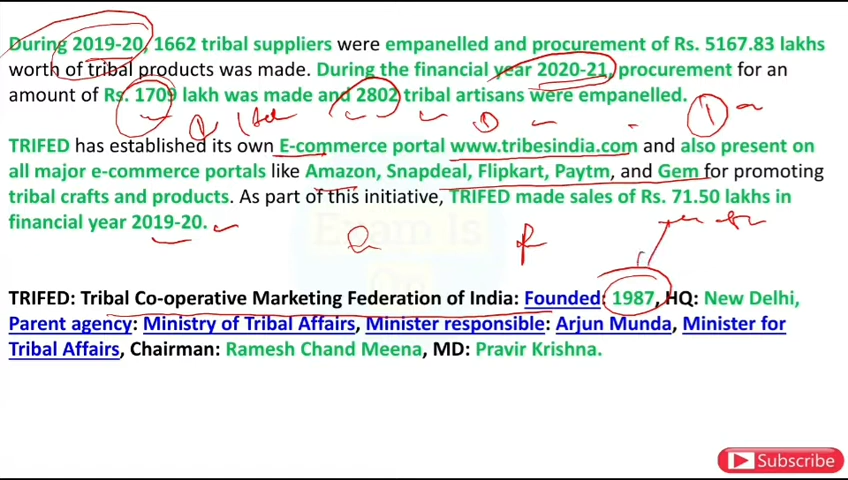 During 2019-20, 1662 tribal suppliers were empanelled and procurement of Rs. 5167.83 lakhs
worth of tribal products was made. During the financial year 2020-21, procurement for an
amount of Rs. 1709 lakh was made and 2802 tribal artisans were empanelled.
TRIFED has established its own E-commerce portal www.tribesindia.com and also present on
all major e-commerce portals like Amazon, Snapdeal, Flipkart, Paytm, and Gem for promoting
tribal crafts and products. As part of this initiative, TRIFED made sales of Rs. 71.50 lakhs in
financial year 2019-20.
Exam Is
On
TRIFED: Tribal Co-operative Marketing Federation of India: Founded: 1987, HQ: New Delhi,
Parent agency: Ministry of Tribal Affairs, Minister responsible: Arjun Munda, Minister for
Tribal Affairs, Chairman: Ramesh Chand Meena, MD: Pravir Krishna.
Subscribe